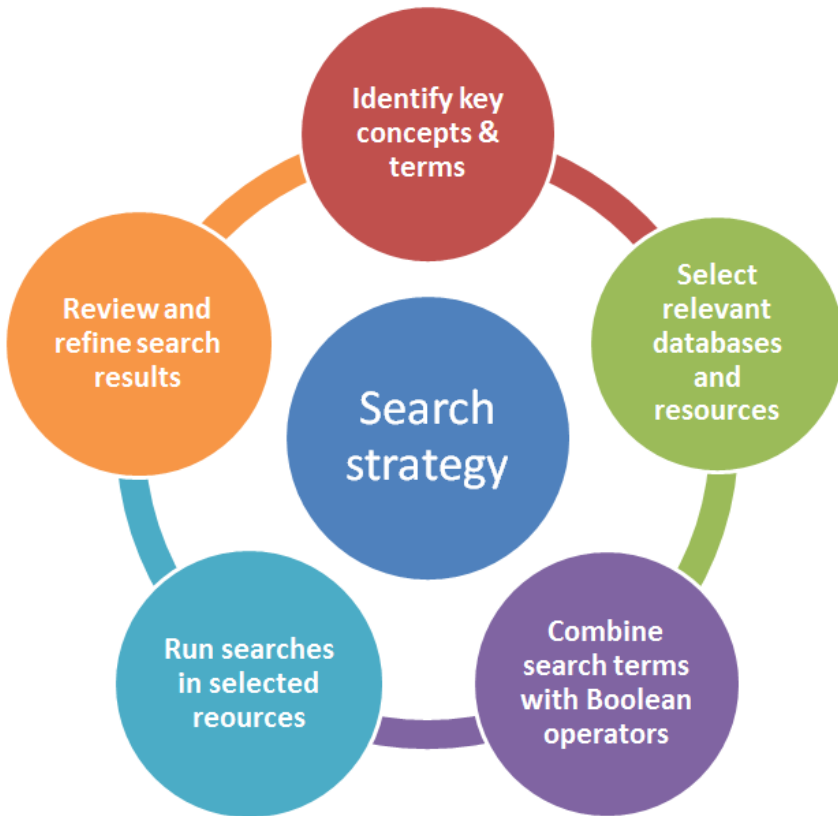 Identify key
concepts &
terms
Select
relevant
databases
and
resources
Combine
search terms
with Boolean
operators
Run searches
in selected
reources
Review and
refine search
results
Search
strategy